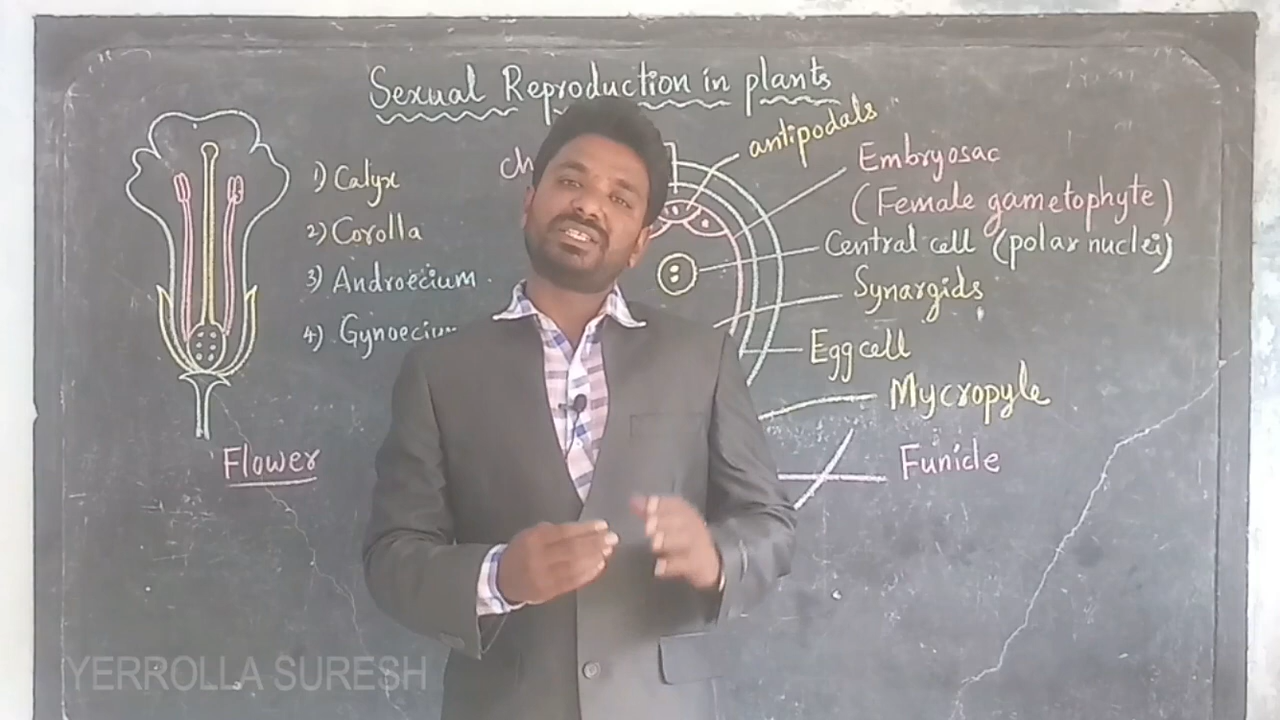 Sexual Reproduction in plants
1) Calyx
2) Corolla
3) Androecium
4) Gynoecium
Flower
ch
antipodals
Embryosac
(Female gametophyte)
Central cell (polar nuclei)
Synargids
Egg cell
Mycropyle
Funicle
YERROLLA SURESH